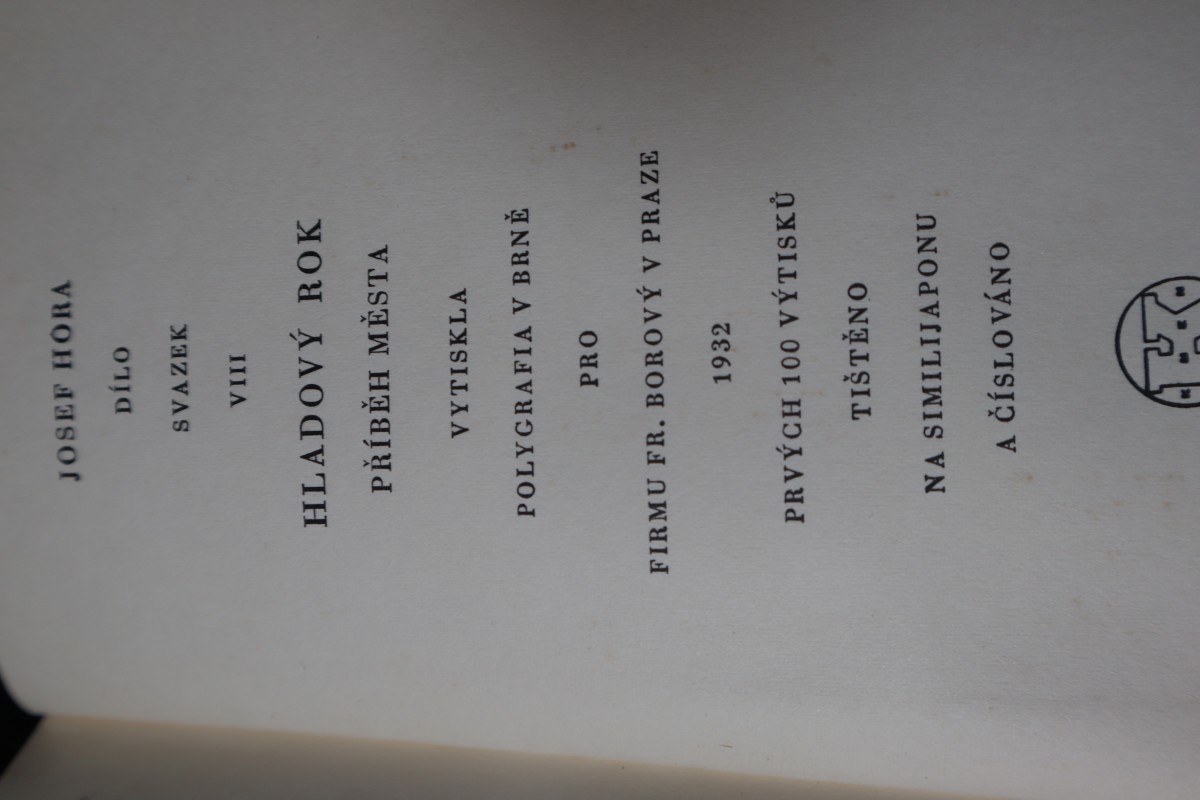 JOSEF HORA
DÍLO
SVAZEK
VIII
HLADOVÝ ROK
PŘÍBĚH MĚSTA
VYTISKLA
POLYGRAFIA V BRNĚ
PRO
FIRMU FR. BOROVÝ V PRAZE
1932
PRVÝCH 100 VÝTISKŮ
TIŠTĚNO
NA SIMILIJAPONU
A ČÍSLOVÁNO